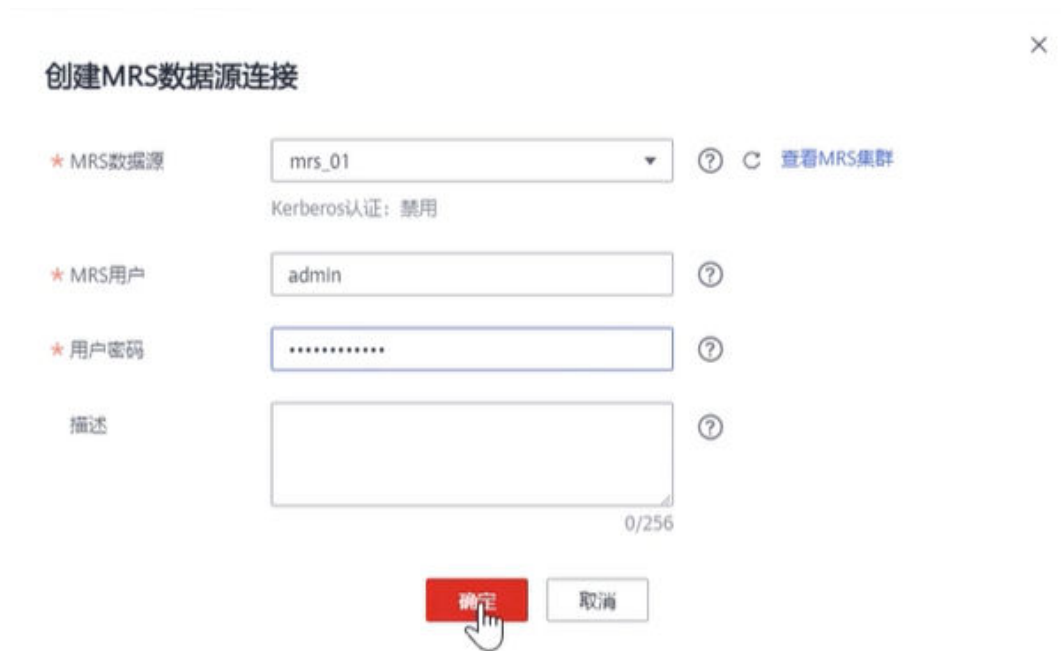 创建MRS数据源连接
* MRS数据源 mrs_01 查看MRS集群
Kerberos认证：禁用
* MRS用户 admin
* 用户密码 ••••••••••••
描述
0/256
确定 取消